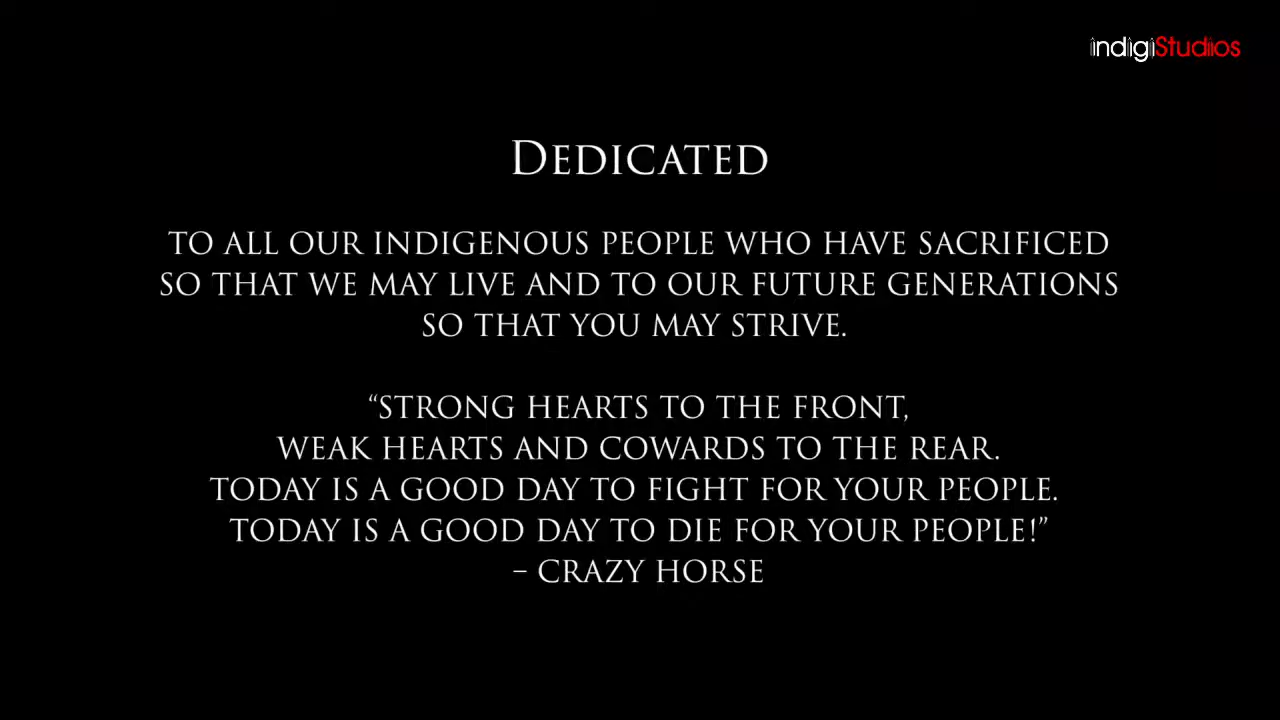 indigiStudios
DEDICATED
TO ALL OUR INDIGENOUS PEOPLE WHO HAVE SACRIFICED
SO THAT WE MAY LIVE AND TO OUR FUTURE GENERATIONS
SO THAT YOU MAY STRIVE.
“STRONG HEARTS TO THE FRONT,
WEAK HEARTS AND COWARDS TO THE REAR.
TODAY IS A GOOD DAY TO FIGHT FOR YOUR PEOPLE.
TODAY IS A GOOD DAY TO DIE FOR YOUR PEOPLE!”
– CRAZY HORSE